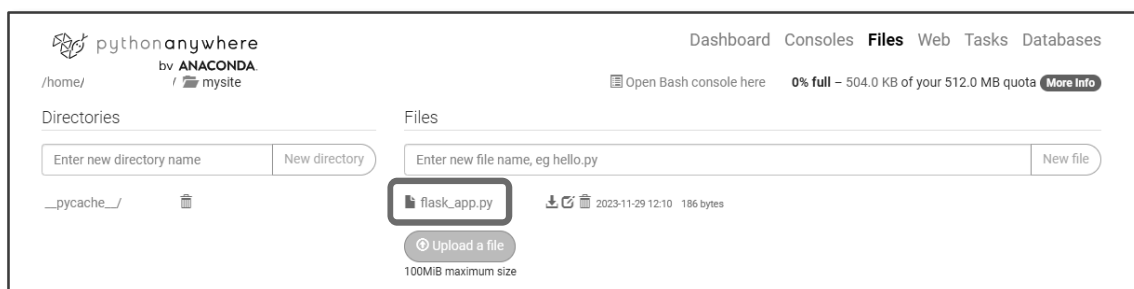 pythonanywhere
by ANACONDA.
Dashboard Consoles Files Web Tasks Databases
/home/ / mysite
Open Bash console here 0% full – 504.0 KB of your 512.0 MB quota More Info
Directories
Files
Enter new directory name New directory
Enter new file name, eg hello.py New file
__pycache__/
flask_app.py 2023-11-29 12:10 186 bytes
Upload a file
100MiB maximum size